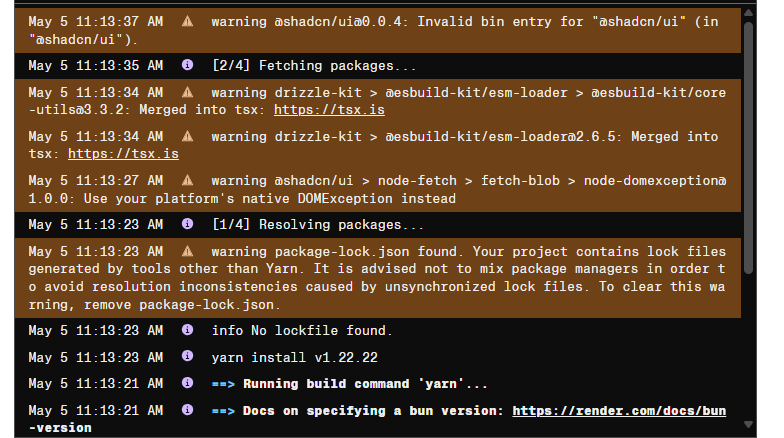 May 5 11:13:37 AM warning @shadcn/ui@0.0.4: Invalid bin entry for "@shadcn/ui" (in
"@shadcn/ui").
May 5 11:13:35 AM [2/4] Fetching packages...
May 5 11:13:34 AM warning drizzle-kit > @esbuild-kit/esm-loader > @esbuild-kit/core
-utils@3.3.2: Merged into tsx: https://tsx.is
May 5 11:13:34 AM warning drizzle-kit > @esbuild-kit/esm-loader@2.6.5: Merged into
tsx: https://tsx.is
May 5 11:13:27 AM warning @shadcn/ui > node-fetch > fetch-blob > node-domexception@
1.0.0: Use your platform's native DOMException instead
May 5 11:13:23 AM [1/4] Resolving packages...
May 5 11:13:23 AM warning package-lock.json found. Your project contains lock files
generated by tools other than Yarn. It is advised not to mix package managers in order t
o avoid resolution inconsistencies caused by unsynchronized lock files. To clear this wa
rning, remove package-lock.json.
May 5 11:13:23 AM info No lockfile found.
May 5 11:13:23 AM yarn install v1.22.22
May 5 11:13:21 AM ==> Running build command 'yarn'...
May 5 11:13:21 AM ==> Docs on specifying a bun version: https://render.com/docs/bun
-version